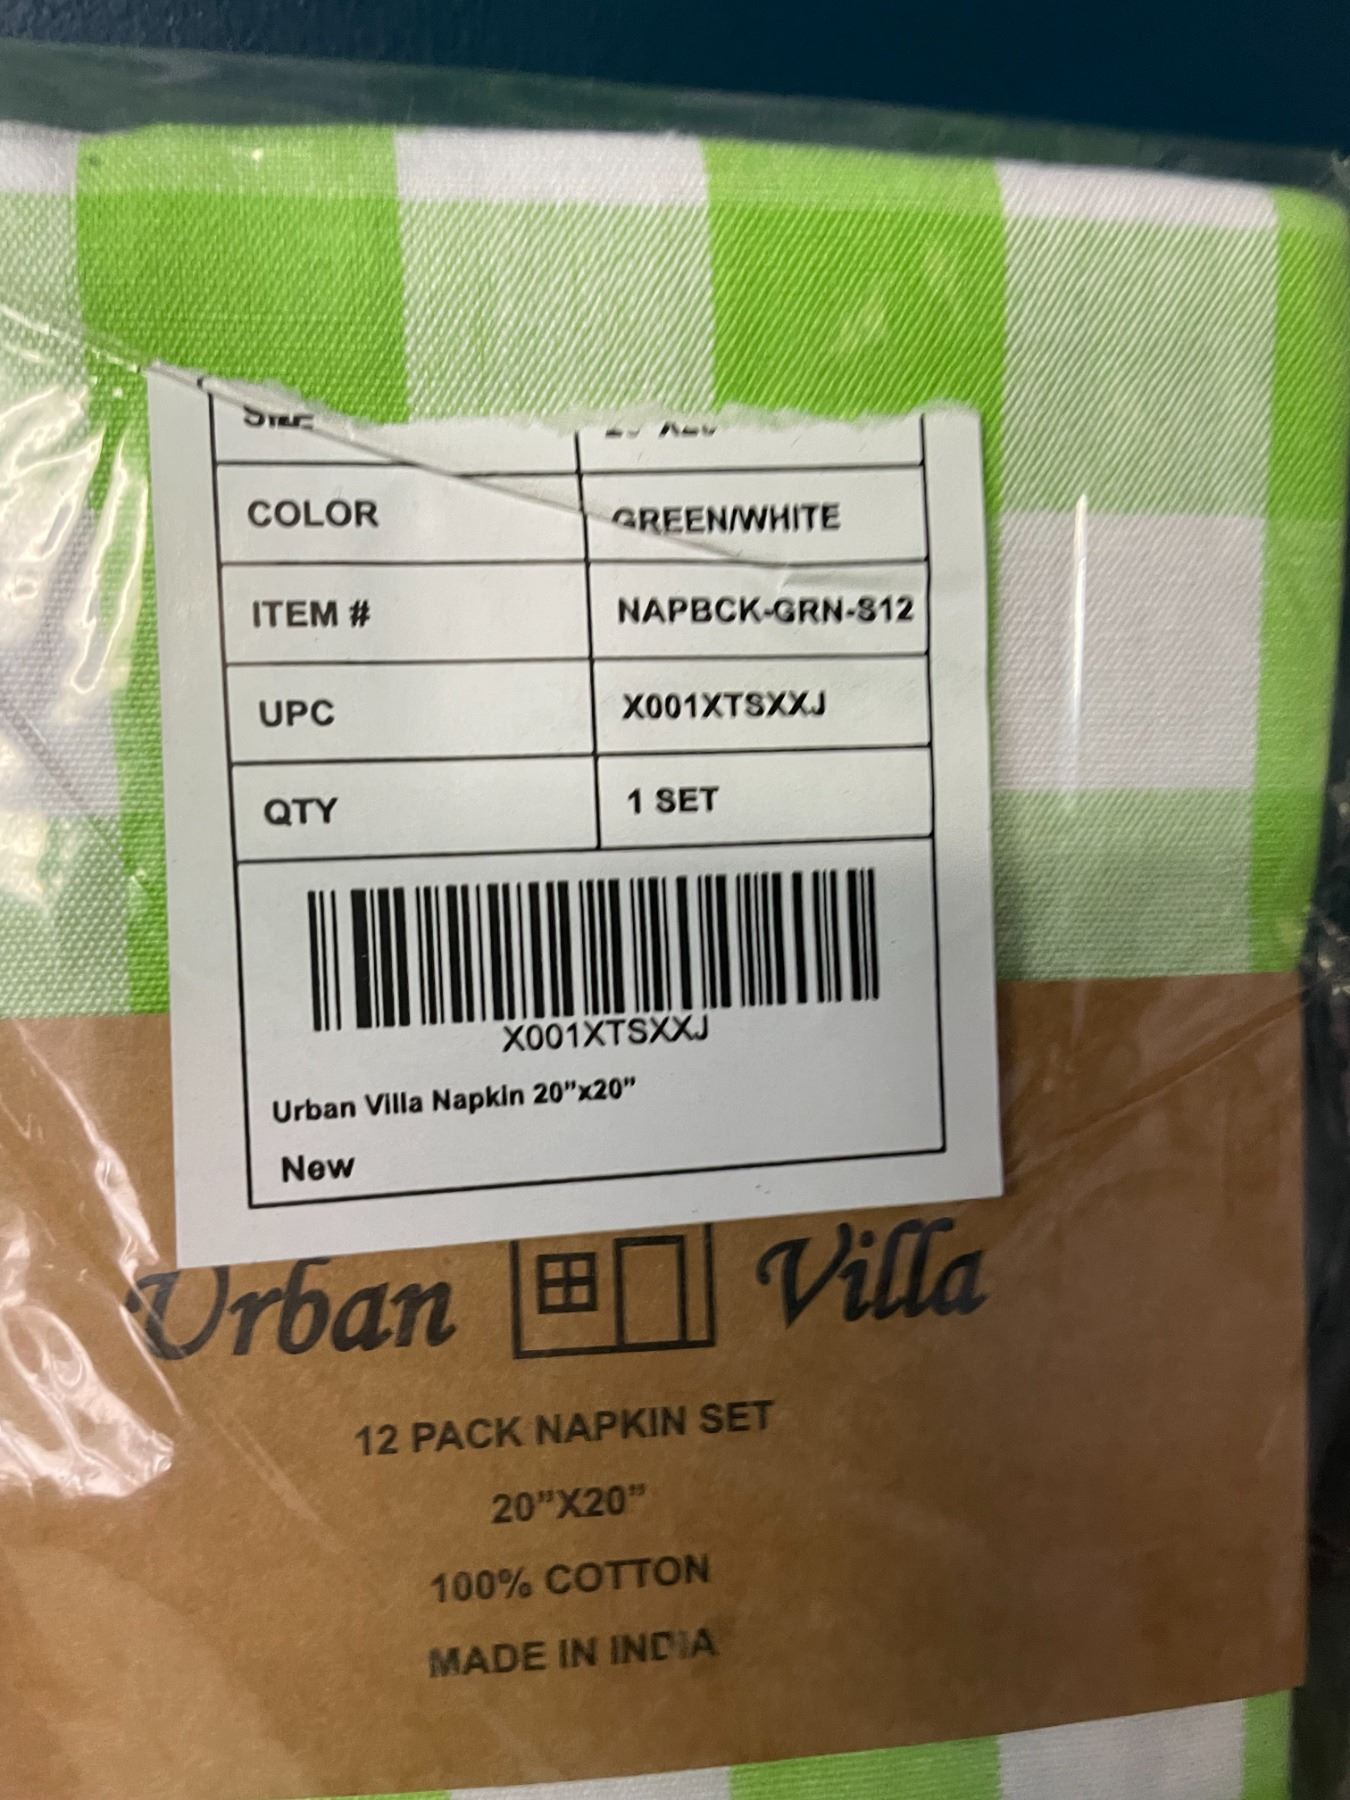 SIZE
COLOR GREEN/WHITE
ITEM # NAPBCK-GRN-S12
UPC X001XTSXXJ
QTY 1 SET
X001XTSXXJ
Urban Villa Napkin 20”x20”
New
Urban Villa
12 PACK NAPKIN SET
20”X20”
100% COTTON
MADE IN INDIA